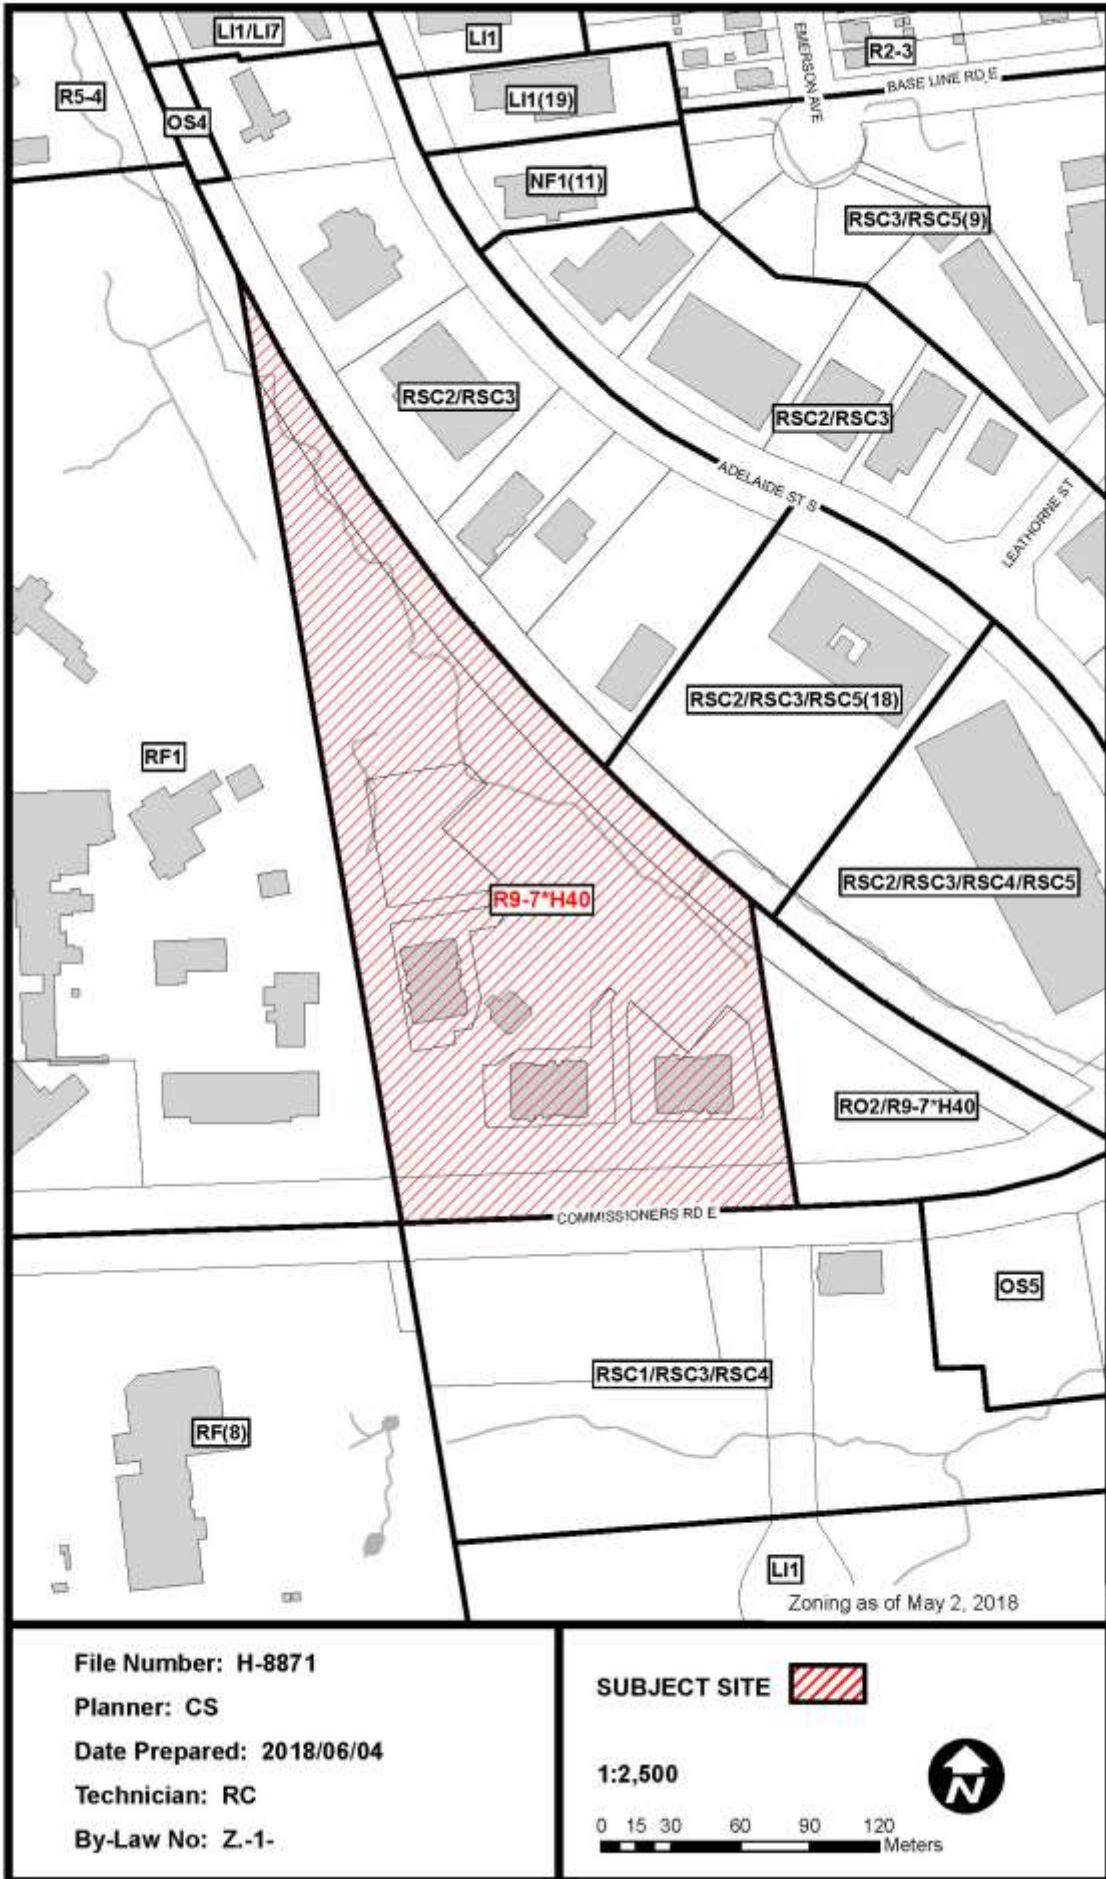 LI1/LI7
LI1
R2-3
EMERSON AVE
BASE LINE RD E
R5-4
LI1(19)
OS4
NF1(11)
RSC3/RSC5(9)
RSC2/RSC3
RSC2/RSC3
ADELAIDE ST S
LEATHORNE ST
RSC2/RSC3/RSC5(18)
RF1
RSC2/RSC3/RSC4/RSC5
R9-7*H40
RO2/R9-7*H40
COMMISSIONERS RD E
OS5
RSC1/RSC3/RSC4
RF(8)
LI1
Zoning as of May 2, 2018
File Number: H-8871
Planner: CS
Date Prepared: 2018/06/04
Technician: RC
By-Law No: Z.-1-
SUBJECT SITE
1:2,500
N
0 15 30 60 90 120
Meters